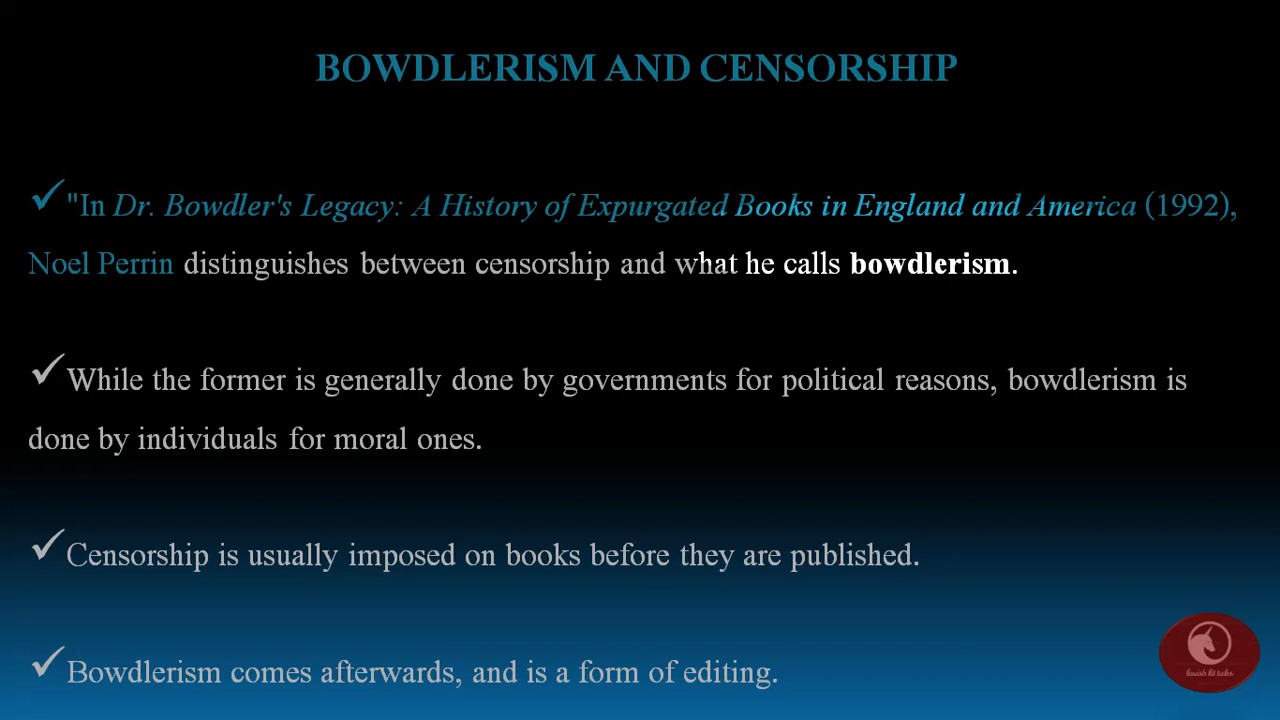 BOWDLERISM AND CENSORSHIP
✓"In Dr. Bowdler's Legacy: A History of Expurgated Books in England and America (1992),
Noel Perrin distinguishes between censorship and what he calls bowdlerism.
✓While the former is generally done by governments for political reasons, bowdlerism is
done by individuals for moral ones.
✓Censorship is usually imposed on books before they are published.
✓Bowdlerism comes afterwards, and is a form of editing.